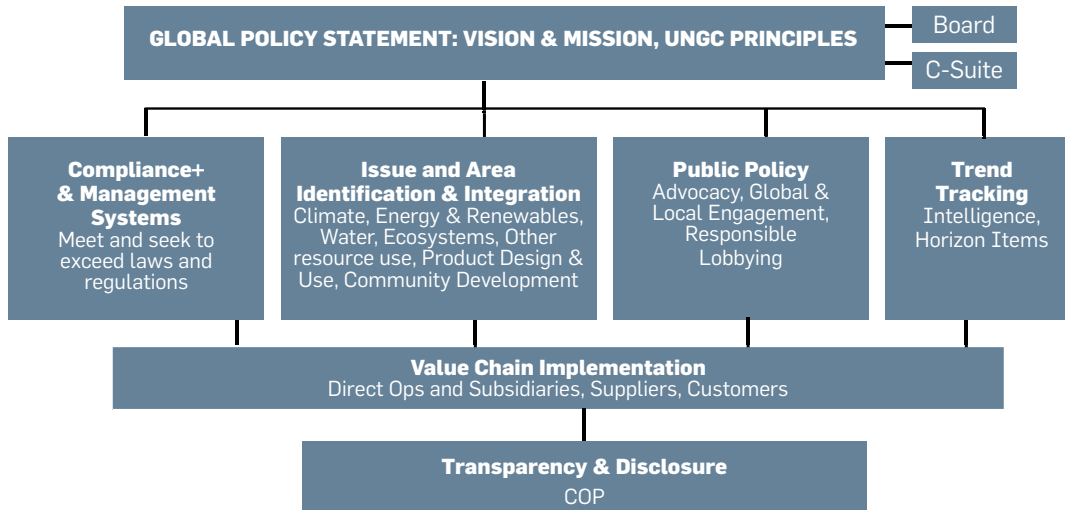 GLOBAL POLICY STATEMENT: VISION & MISSION, UNGC PRINCIPLES
Board
C-Suite
Compliance+
& Management
Systems
Meet and seek to
exceed laws and
regulations
Issue and Area
Identification & Integration
Climate, Energy & Renewables,
Water, Ecosystems, Other
resource use, Product Design &
Use, Community Development
Public Policy
Advocacy, Global &
Local Engagement,
Responsible
Lobbying
Trend
Tracking
Intelligence,
Horizon Items
Value Chain Implementation
Direct Ops and Subsidiaries, Suppliers, Customers
Transparency & Disclosure
COP